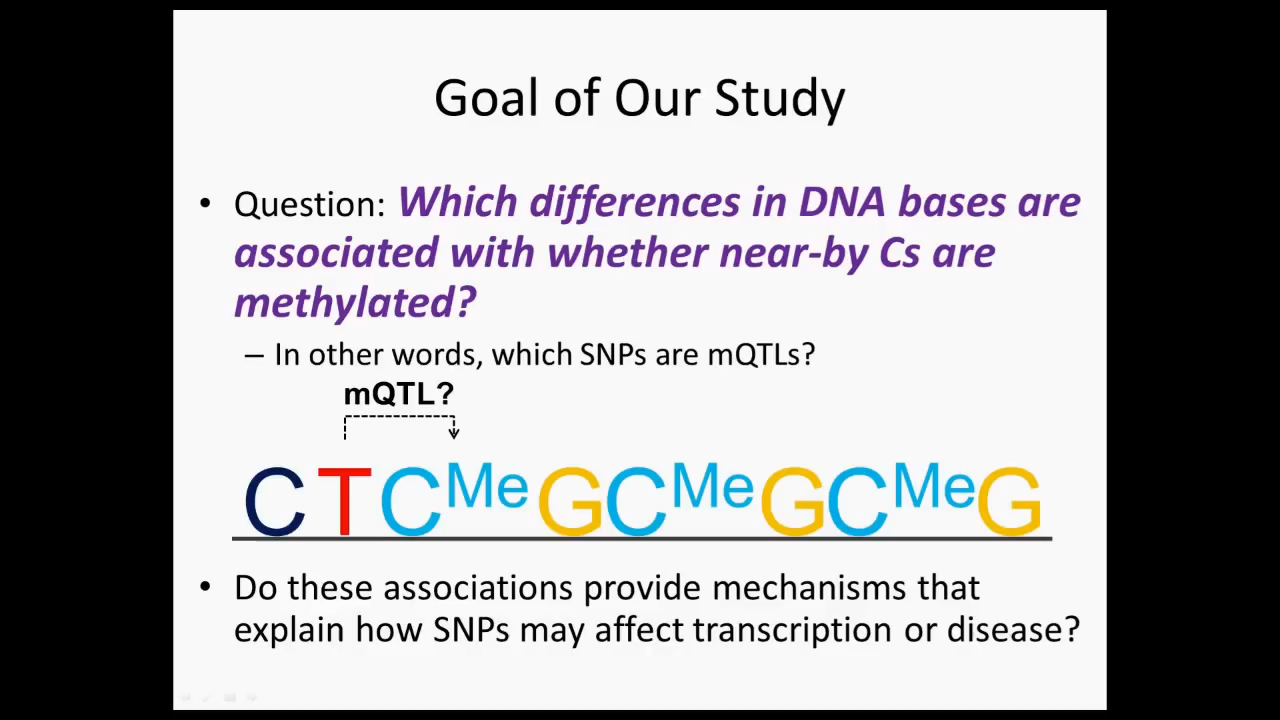 Goal of Our Study
• Question: Which differences in DNA bases are
associated with whether near-by Cs are
methylated?
– In other words, which SNPs are mQTLs?
mQTL?
CTCMeGCMeGCMeG
• Do these associations provide mechanisms that
explain how SNPs may affect transcription or disease?